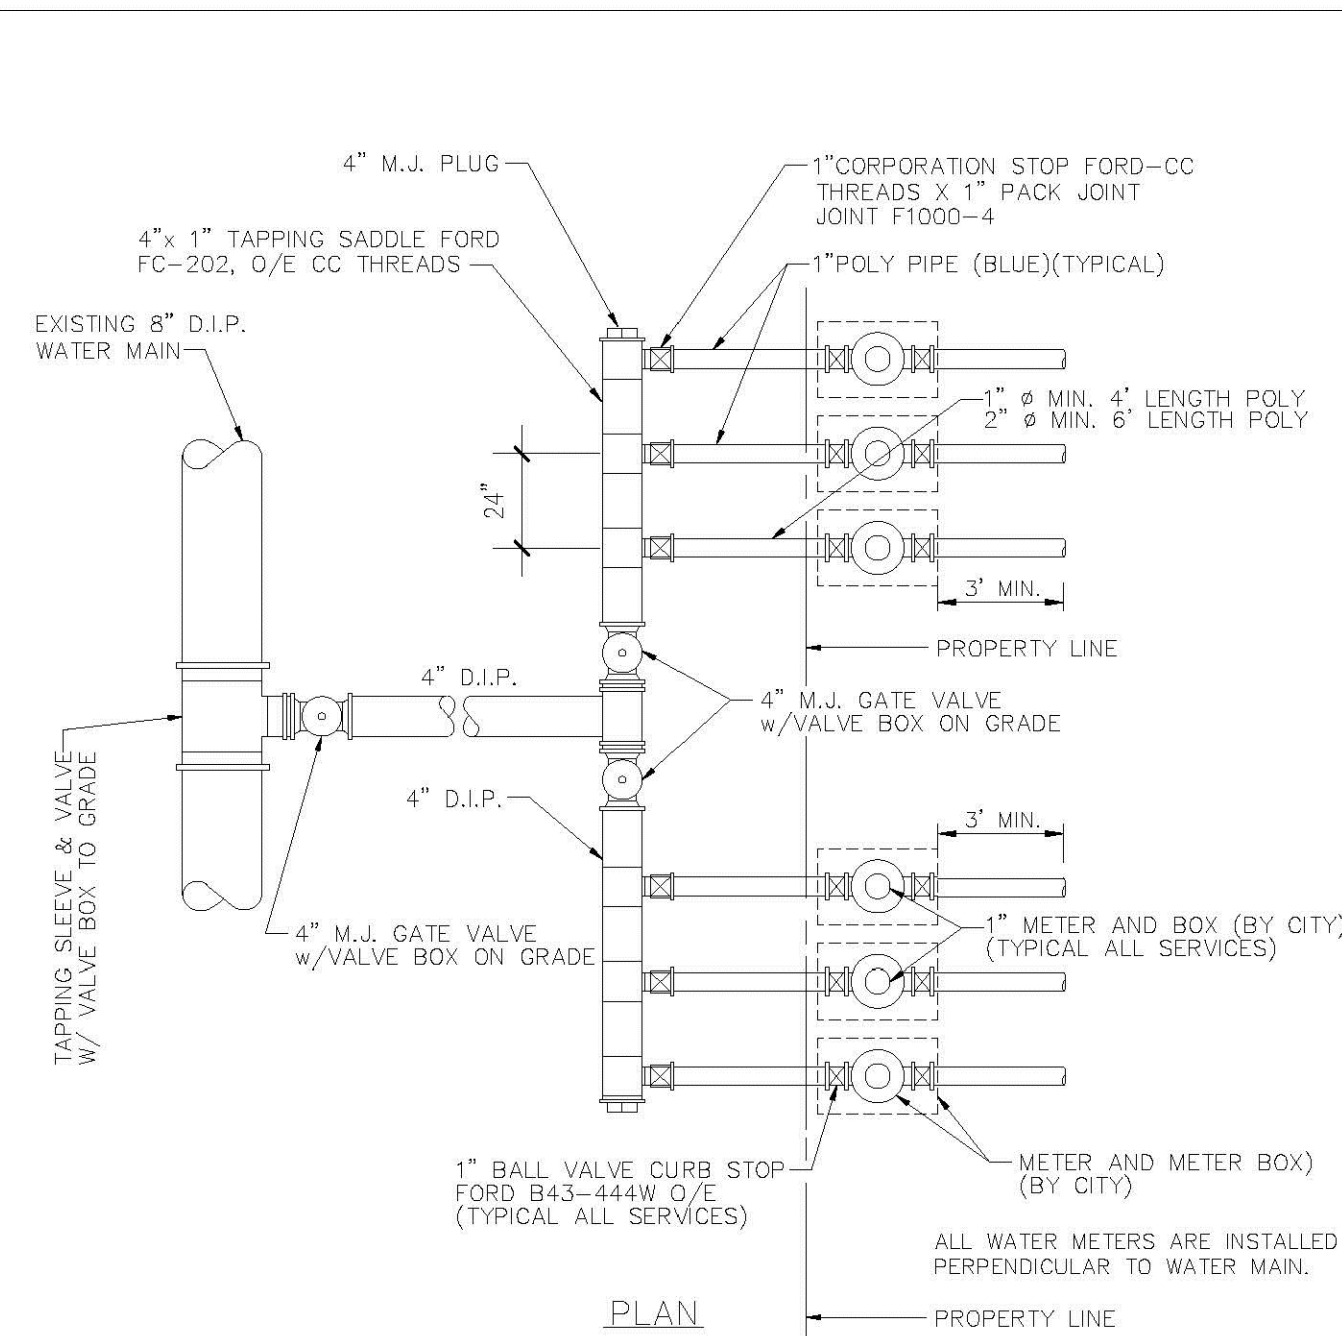 4" M.J. PLUG
1"CORPORATION STOP FORD-CC
THREADS X 1" PACK JOINT
JOINT F1000-4
4"x 1" TAPPING SADDLE FORD
FC-202, O/E CC THREADS
1"POLY PIPE (BLUE)(TYPICAL)
EXISTING 8" D.I.P.
WATER MAIN
1" ø MIN. 4' LENGTH POLY
2" ø MIN. 6' LENGTH POLY
24"
3' MIN.
PROPERTY LINE
4" D.I.P.
4" M.J. GATE VALVE
w/VALVE BOX ON GRADE
TAPPING SLEEVE & VALVE
W/ VALVE BOX TO GRADE
4" D.I.P.
3' MIN.
4" M.J. GATE VALVE
w/VALVE BOX ON GRADE
1" METER AND BOX (BY CITY)
(TYPICAL ALL SERVICES)
1" BALL VALVE CURB STOP
FORD B43-444W O/E
(TYPICAL ALL SERVICES)
METER AND METER BOX)
(BY CITY)
ALL WATER METERS ARE INSTALLED
PERPENDICULAR TO WATER MAIN.
PLAN
PROPERTY LINE